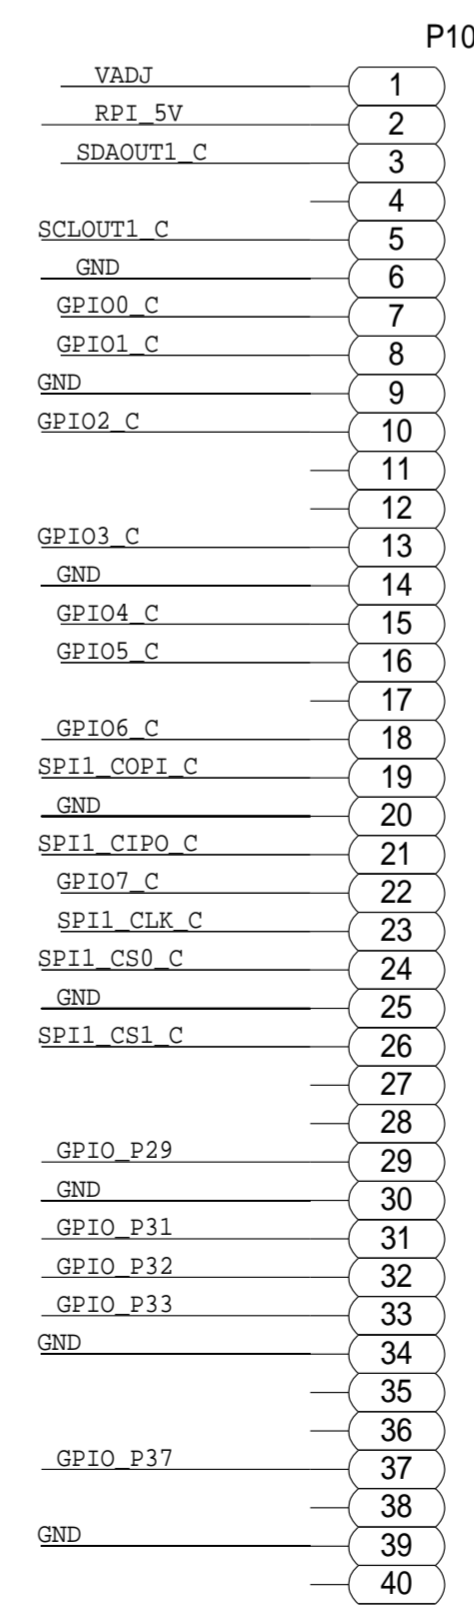 P10
VADJ 1
RPI_5V 2
SDAOUT1_C 3
4
SCLOUT1_C 5
GND 6
GPIO0_C 7
GPIO1_C 8
GND 9
GPIO2_C 10
11
12
GPIO3_C 13
GND 14
GPIO4_C 15
GPIO5_C 16
17
GPIO6_C 18
SPI1_COPI_C 19
GND 20
SPI1_CIPO_C 21
GPIO7_C 22
SPI1_CLK_C 23
SPI1_CS0_C 24
GND 25
SPI1_CS1_C 26
27
28
GPIO_P29 29
GND 30
GPIO_P31 31
GPIO_P32 32
GPIO_P33 33
GND 34
35
36
GPIO_P37 37
38
GND 39
40